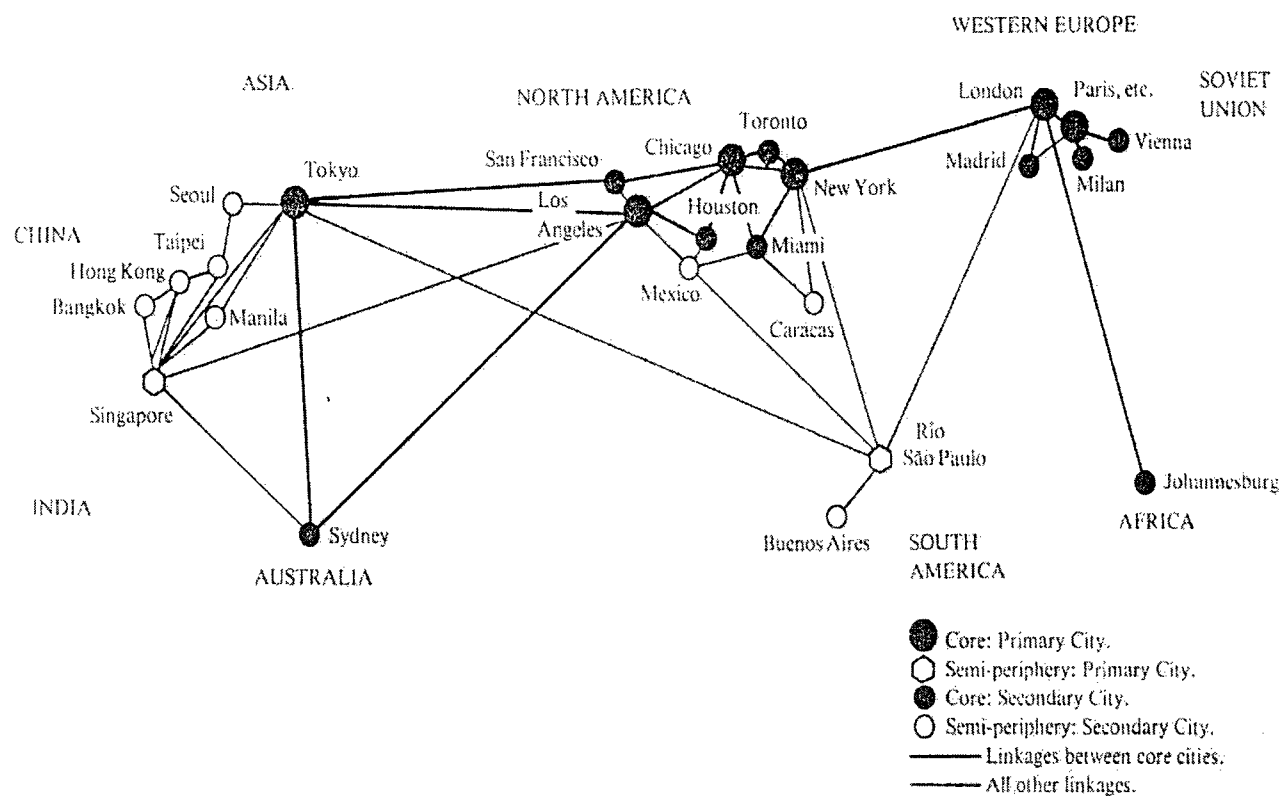 WESTERN EUROPE
ASIA
NORTH AMERICA
London
Paris, etc.
SOVIET
UNION
Toronto
Chicago
San Francisco
Vienna
Madrid
Milan
Tokyo
New York
Seoul
Los
Angeles
Houston
CHINA
Taipei
Miami
Hong Kong
Mexico
Bangkok
Manila
Caracas
Singapore
Río
São Paulo
Johannesburg
INDIA
Sydney
AFRICA
Buenos Aires
SOUTH
AMERICA
AUSTRALIA
Core: Primary City.
Semi-periphery: Primary City.
Core: Secondary City.
Semi-periphery: Secondary City.
Linkages between core cities.
All other linkages.